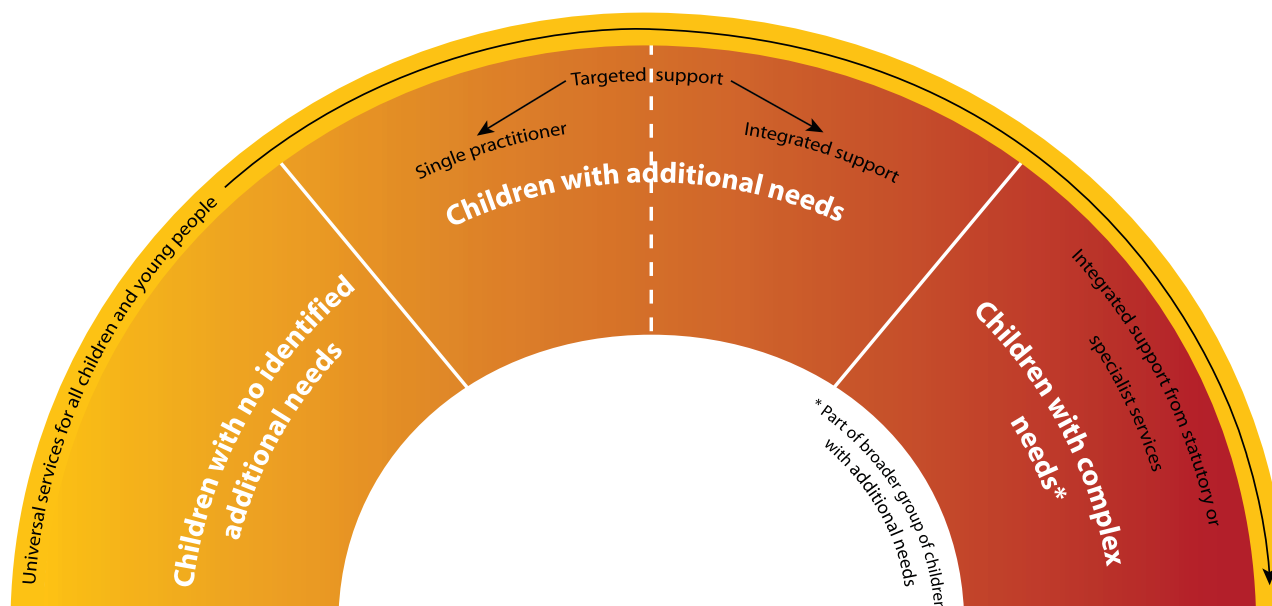 Universal services for all children and young people
Children with no identified
additional needs
Targeted support
Single practitioner
Integrated support
Children with additional needs
Integrated support from statutory or
specialist services
Children with complex
needs*
* Part of broader group of children
with additional needs